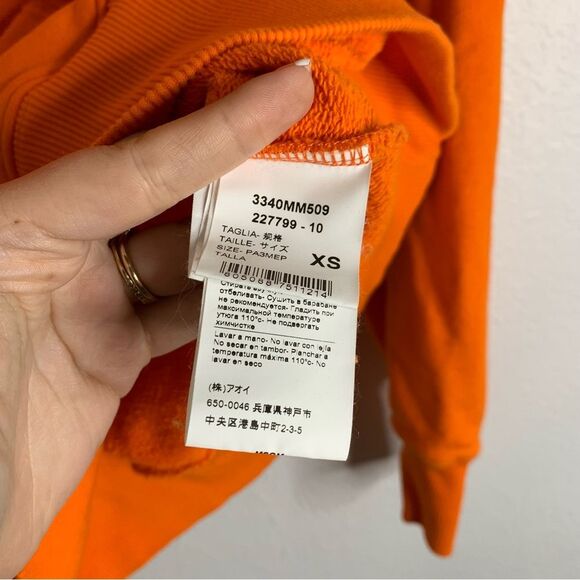 3340MM509
227799 - 10
TAGLIA- 规格
TAILLE- サイズ
SIZE- РАЗМЕР
TALLA
XS
8050687511214
отбеливать- Сушить в барабане
не рекомендуется- Гладить при
максимальной температуре
утюга 110°c- Не подвергать
химчистке
Lavar a mano- No lavar con lejía
No secar en tambor- Planchar a
temperatura máxima 110°c- No
lavar en seco
(株)アオイ
650-0046 兵庫県神戸市
中央区港島中町2-3-5